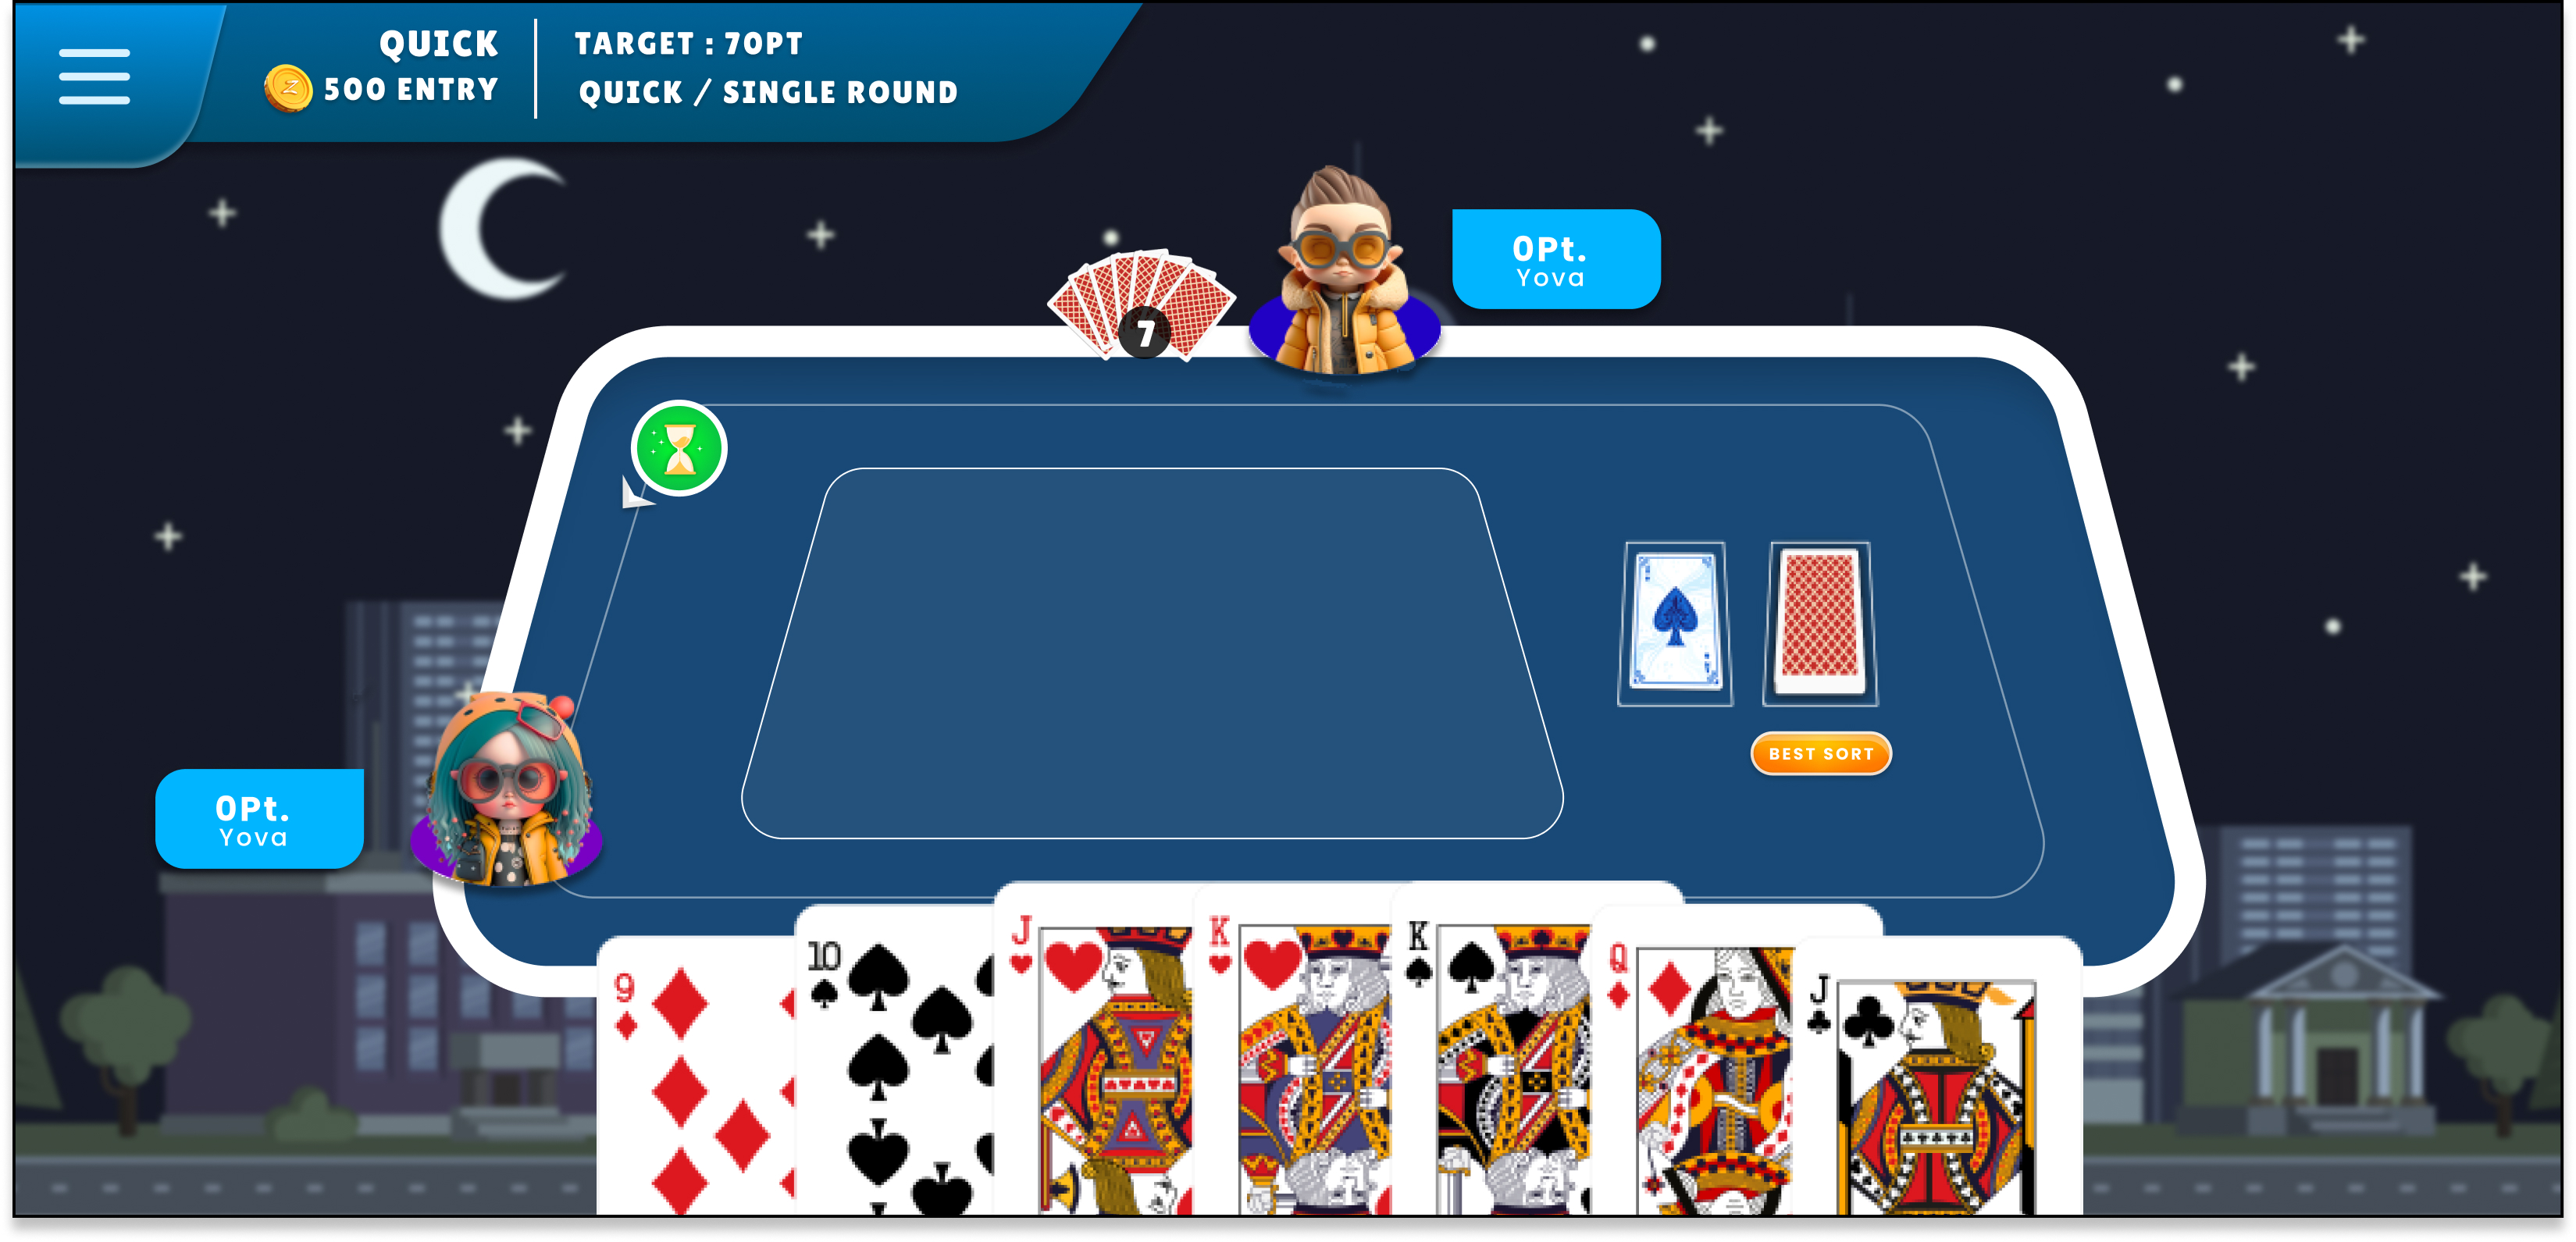 QUICK
500 ENTRY
TARGET : 70PT
QUICK / SINGLE ROUND
0Pt.
Yova
7
BEST SORT
0Pt.
Yova
9
10
J
K
K
Q
J